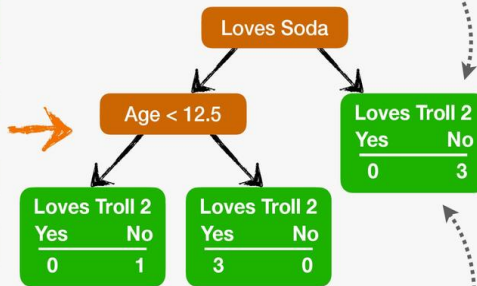 Loves Soda
Age < 12.5
Loves Troll 2
Yes No
0 3
Loves Troll 2
Yes No
0 1
Loves Troll 2
Yes No
3 0